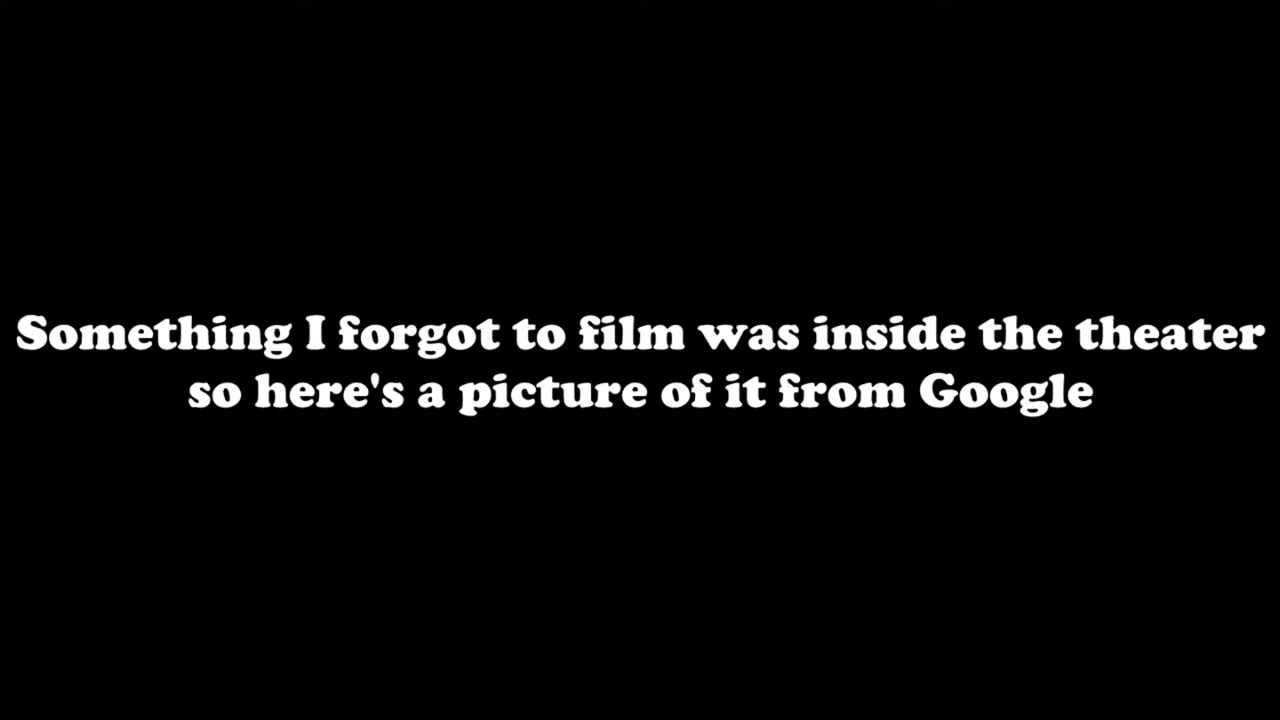 Something I forgot to film was inside the theater
so here's a picture of it from Google